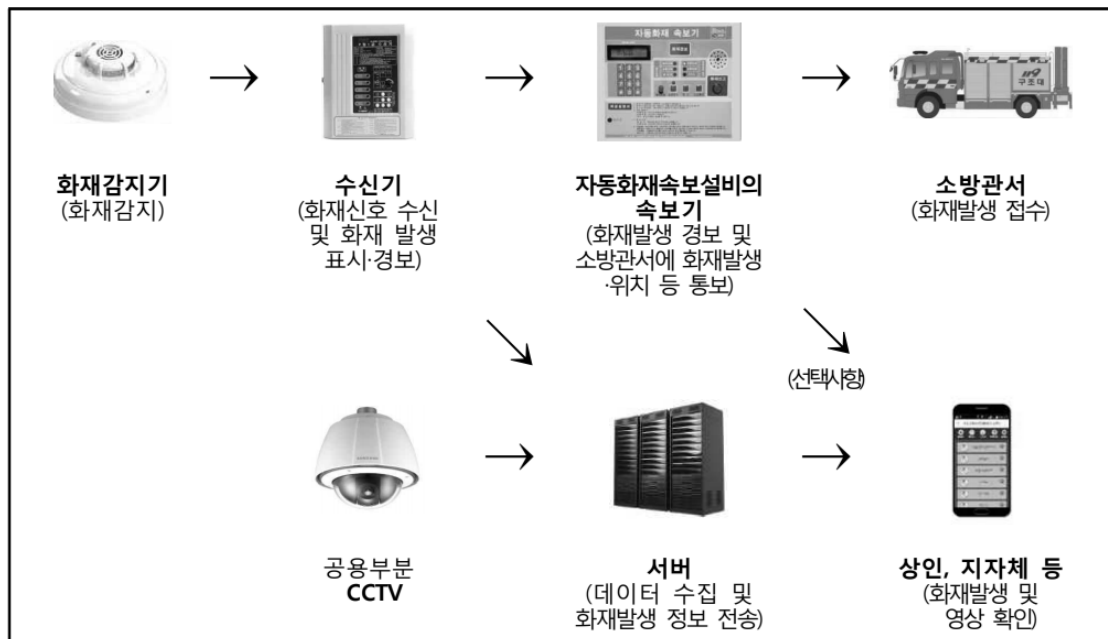 자동화재 속보기
119
구조대
화재감지기
(화재감지)
수신기
(화재신호 수신
및 화재 발생
표시·경보)
자동화재속보설비의
속보기
(화재발생 경보 및
소방관서에 화재발생
·위치 등 통보)
소방관서
(화재발생 접수)
(선택사항)
공용부분
CCTV
서버
(데이터 수집 및
화재발생 정보 전송)
상인, 지자체 등
(화재발생 및
영상 확인)